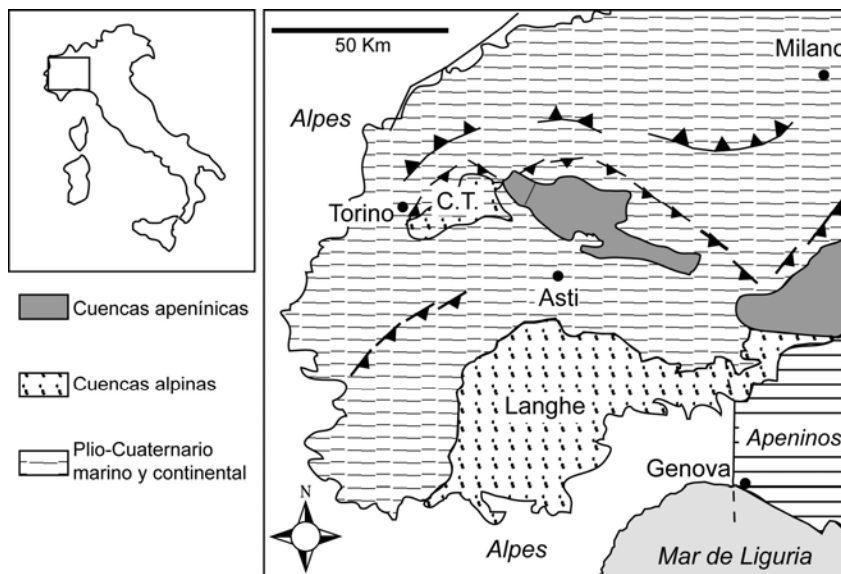 50 Km
Milano
Alpes
C.T.
Torino
Asti
Cuencas apenínicas
Cuencas alpinas
Langhe
Plio-Cuaternario
marino y continental
Apeninos
Genova
N
Alpes
Mar de Liguria